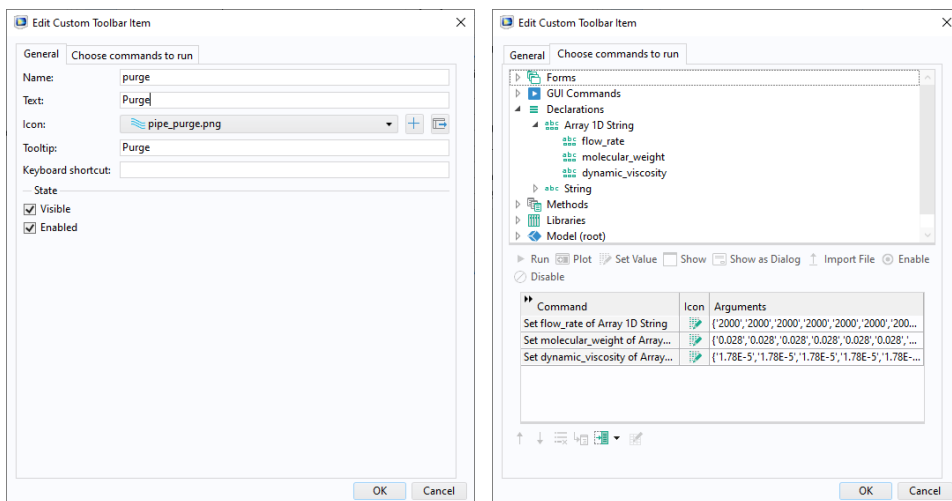 Edit Custom Toolbar Item
General Choose commands to run
Name: purge
Text: Purge
Icon: pipe_purge.png
Tooltip: Purge
Keyboard shortcut:
State
Visible
Enabled
OK Cancel
Edit Custom Toolbar Item
General Choose commands to run
Forms
GUI Commands
Declarations
abc Array 1D String
abc flow_rate
abc molecular_weight
abc dynamic_viscosity
abc String
Methods
Libraries
Model (root)
Run Plot Set Value Show Show as Dialog Import File Enable
Disable
Command Icon Arguments
Set flow_rate of Array 1D String {'2000','2000','2000','2000','2000','2000','200...
Set molecular_weight of Array... {'0.028','0.028','0.028','0.028','0.028','0.028','...
Set dynamic_viscosity of Array... {'1.78E-5','1.78E-5','1.78E-5','1.78E-5','1.78E-...
OK Cancel